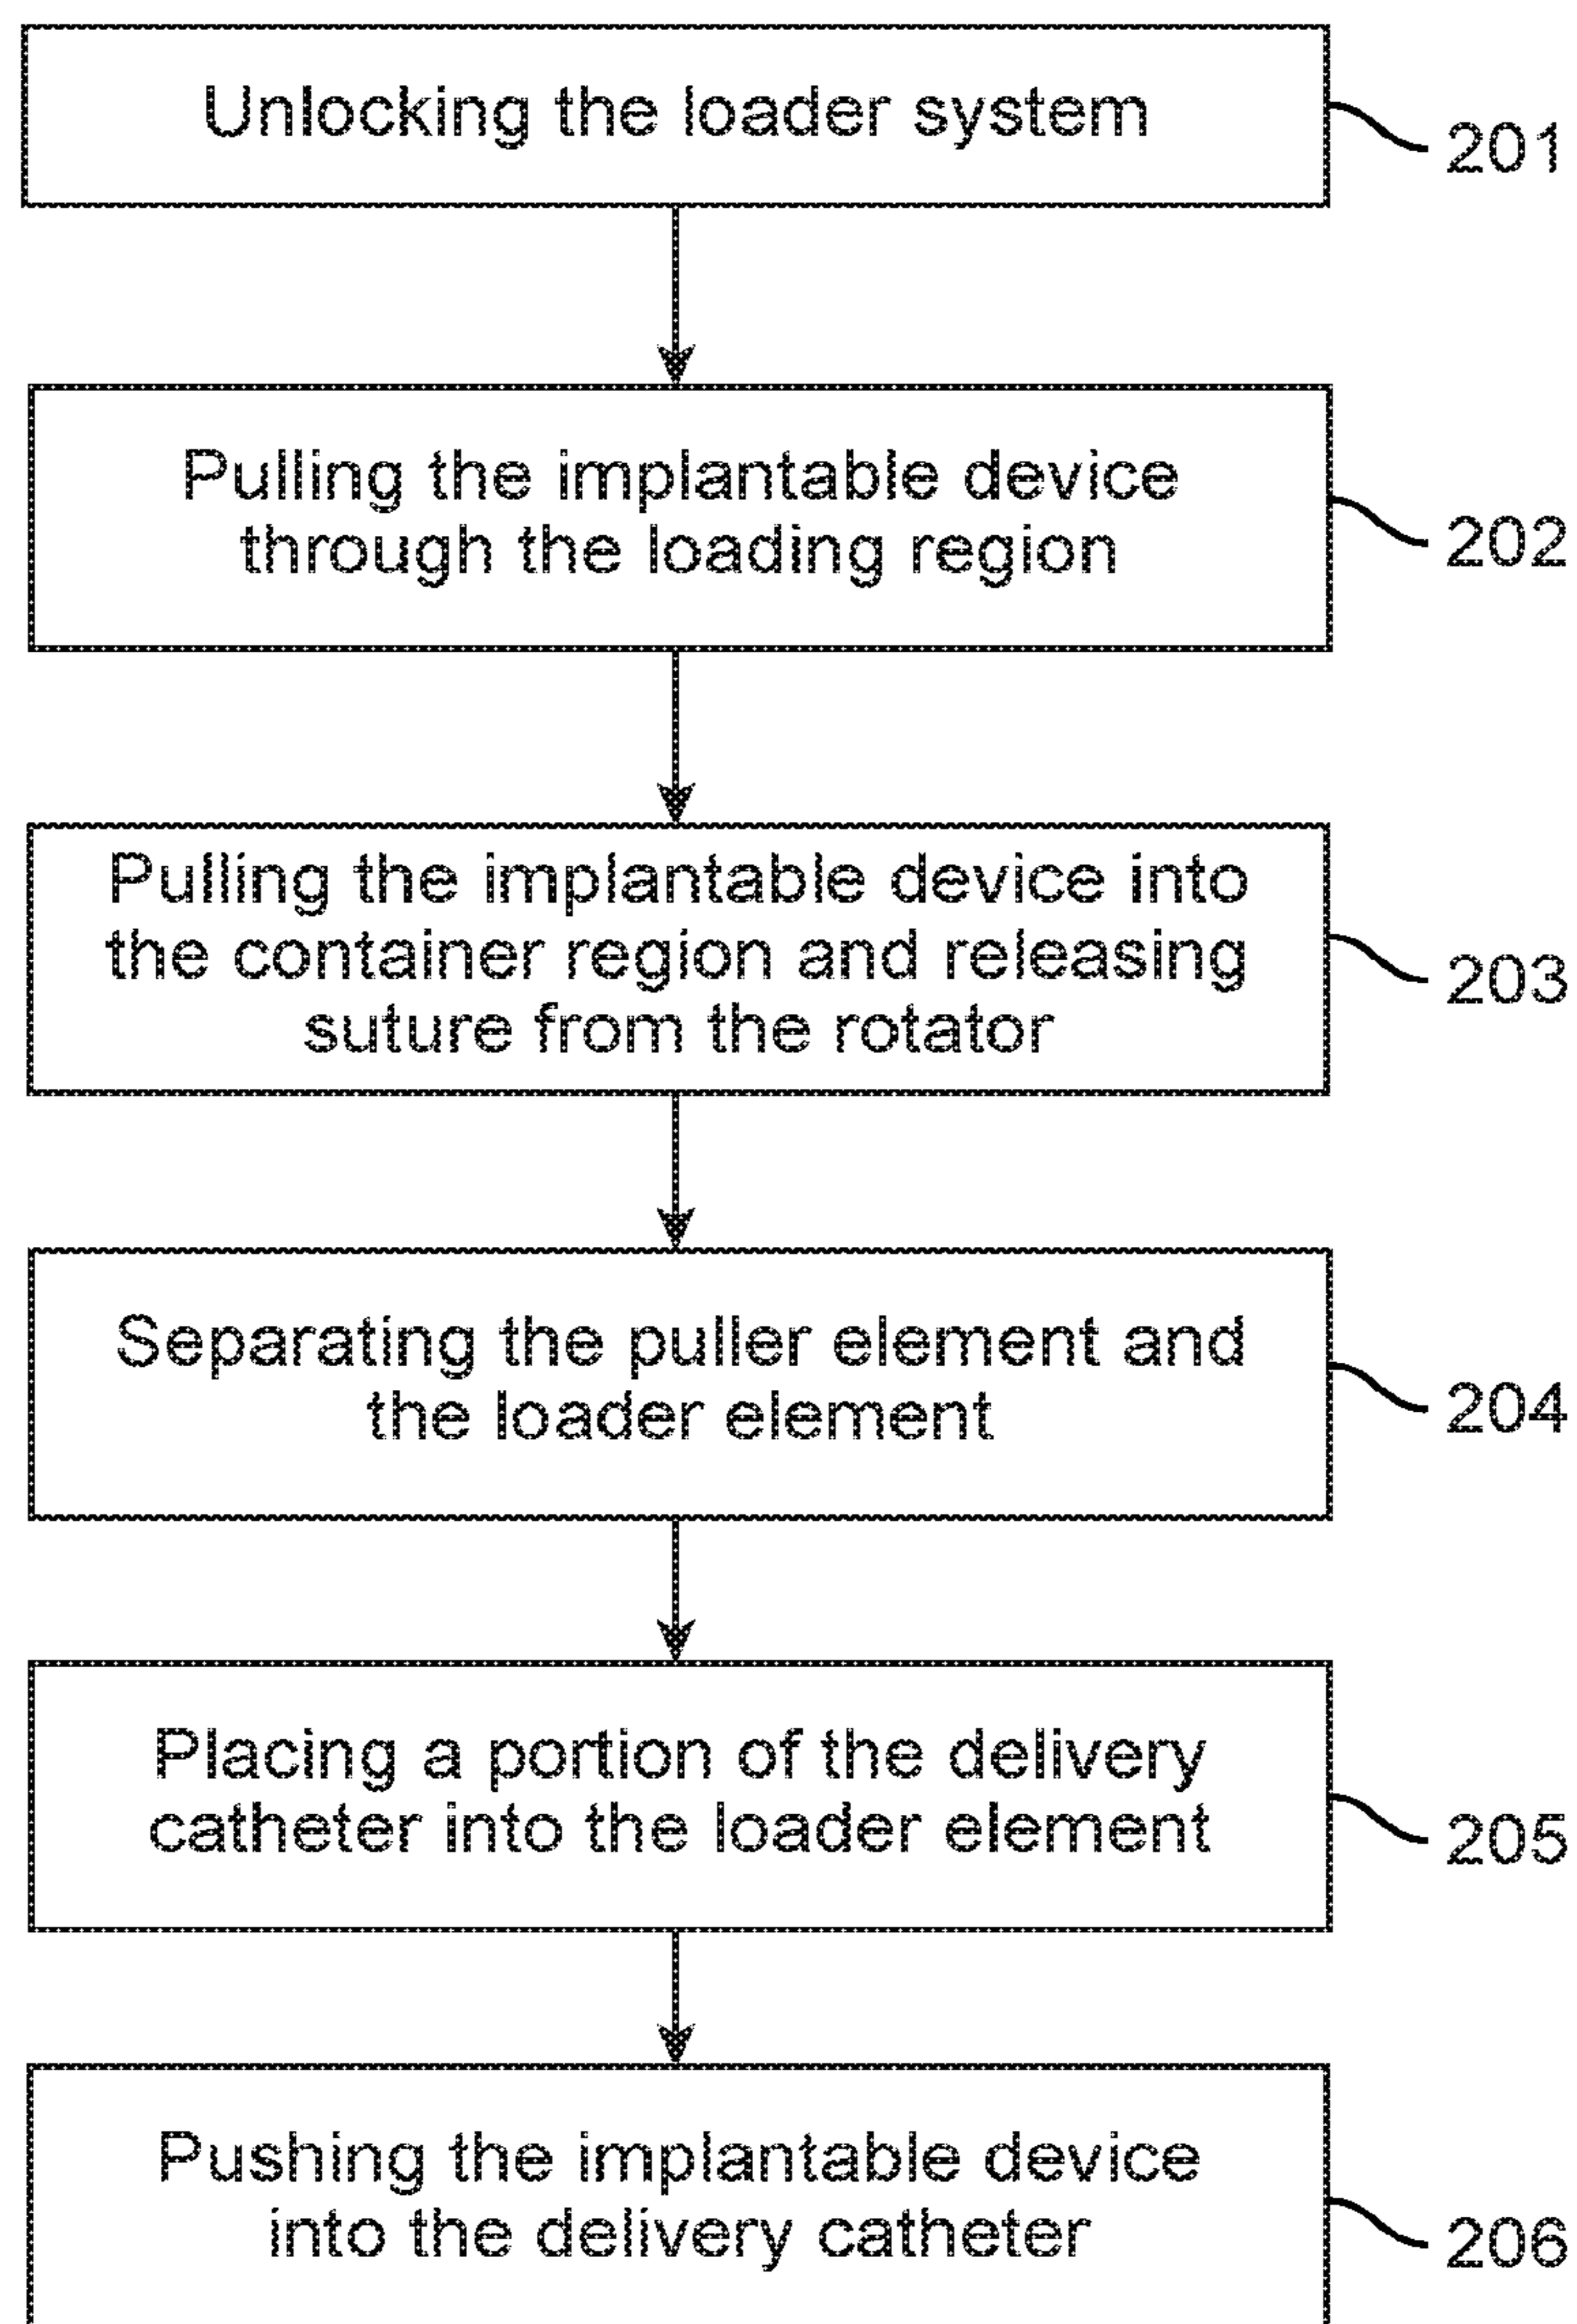 Unlocking the loader system
201
Pulling the implantable device
through the loading region
202
Pulling the implantable device into
the container region and releasing
suture from the rotator
203
Separating the puller element and
the loader element
204
Placing a portion of the delivery
catheter into the loader element
205
Pushing the implantable device
into the delivery catheter
206